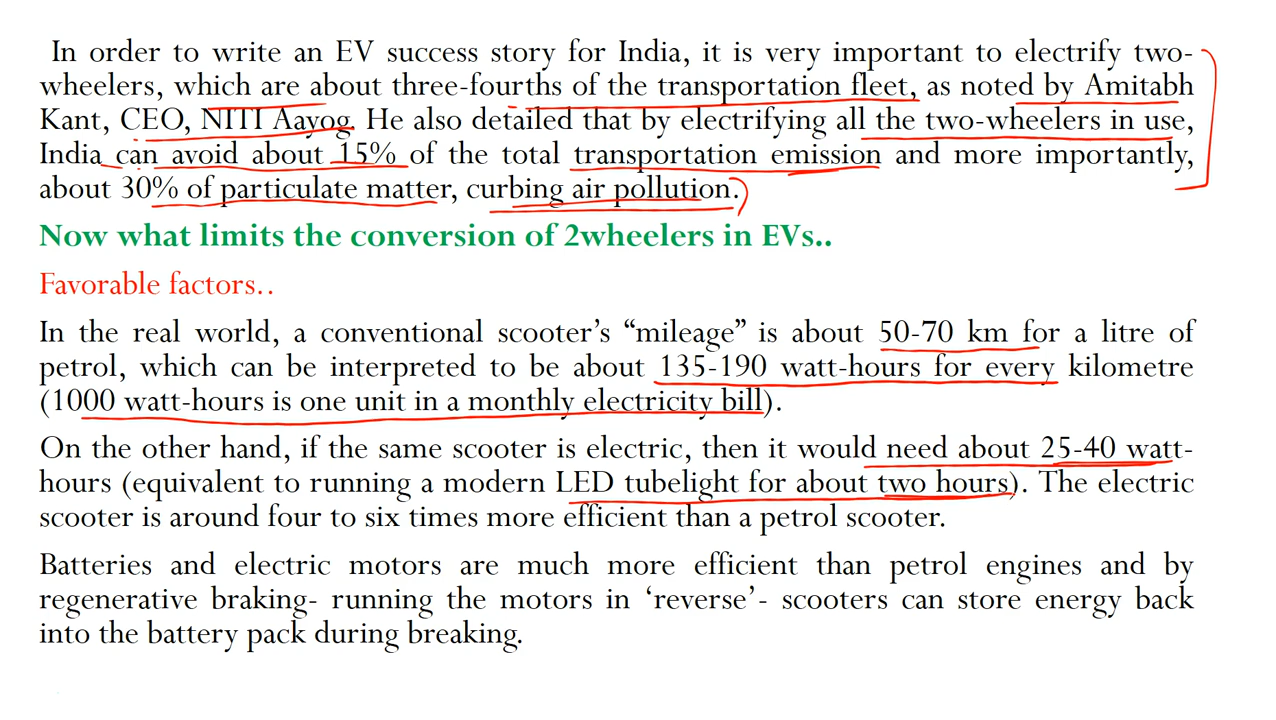 In order to write an EV success story for India, it is very important to electrify two-
wheelers, which are about three-fourths of the transportation fleet, as noted by Amitabh
Kant, CEO, NITI Aayog. He also detailed that by electrifying all the two-wheelers in use,
India can avoid about 15% of the total transportation emission and more importantly,
about 30% of particulate matter, curbing air pollution.
Now what limits the conversion of 2wheelers in EVs..
Favorable factors..
In the real world, a conventional scooter’s “mileage” is about 50-70 km for a litre of
petrol, which can be interpreted to be about 135-190 watt-hours for every kilometre
(1000 watt-hours is one unit in a monthly electricity bill).
On the other hand, if the same scooter is electric, then it would need about 25-40 watt-
hours (equivalent to running a modern LED tubelight for about two hours). The electric
scooter is around four to six times more efficient than a petrol scooter.
Batteries and electric motors are much more efficient than petrol engines and by
regenerative braking- running the motors in ‘reverse’- scooters can store energy back
into the battery pack during breaking.